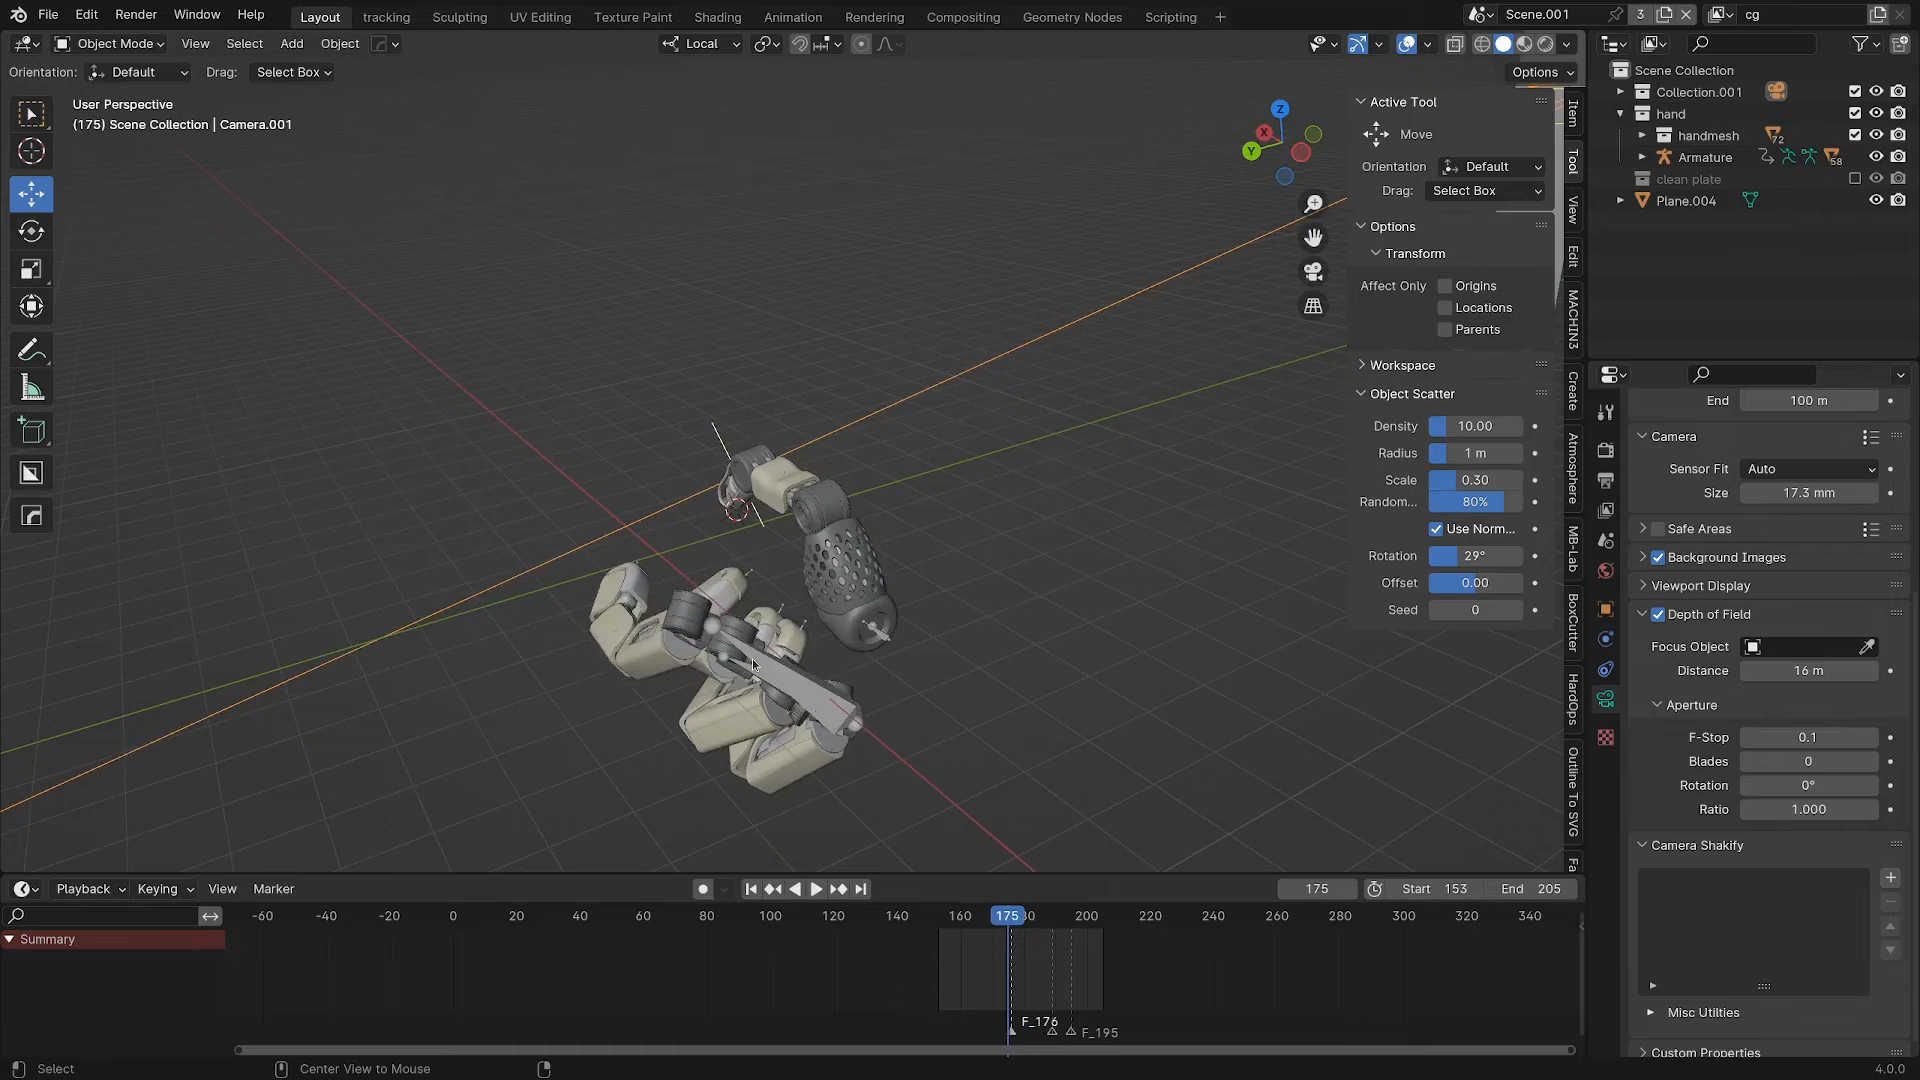 File Edit Render Window Help Layout tracking Sculpting UV Editing Texture Paint Shading Animation Rendering Compositing Geometry Nodes Scripting + Scene.001 3 cg
Object Mode View Select Add Object Local
Orientation: Default Drag: Select Box Options
User Perspective
(175) Scene Collection | Camera.001
Z
X
Y
Active Tool
Move
Orientation Default
Drag: Select Box
Options
Transform
Affect Only Origins
Locations
Parents
Workspace
Object Scatter
Density 10.00
Radius 1 m
Scale 0.30
Random... 80%
Use Norm...
Rotation 29°
Offset 0.00
Seed 0
Item
Tool
View
Edit
MACHIN3
Create
Atmosphere
MB-Lab
BoxCutter
HardOps
Outline To SVG
Fa
Scene Collection
Collection.001
hand
handmesh 72
Armature 58
clean plate
Plane.004
End 100 m
Camera
Sensor Fit Auto
Size 17.3 mm
Safe Areas
Background Images
Viewport Display
Depth of Field
Focus Object
Distance 16 m
Aperture
F-Stop 0.1
Blades 0
Rotation 0°
Ratio 1.000
Camera Shakify
Misc Utilties
Custom Properties
Playback Keying View Marker 175 Start 153 End 205
-60 -40 -20 0 20 40 60 80 100 120 140 160 175 200 220 240 260 280 300 320 340
Summary
F_176
F_195
Select Center View to Mouse 4.0.0